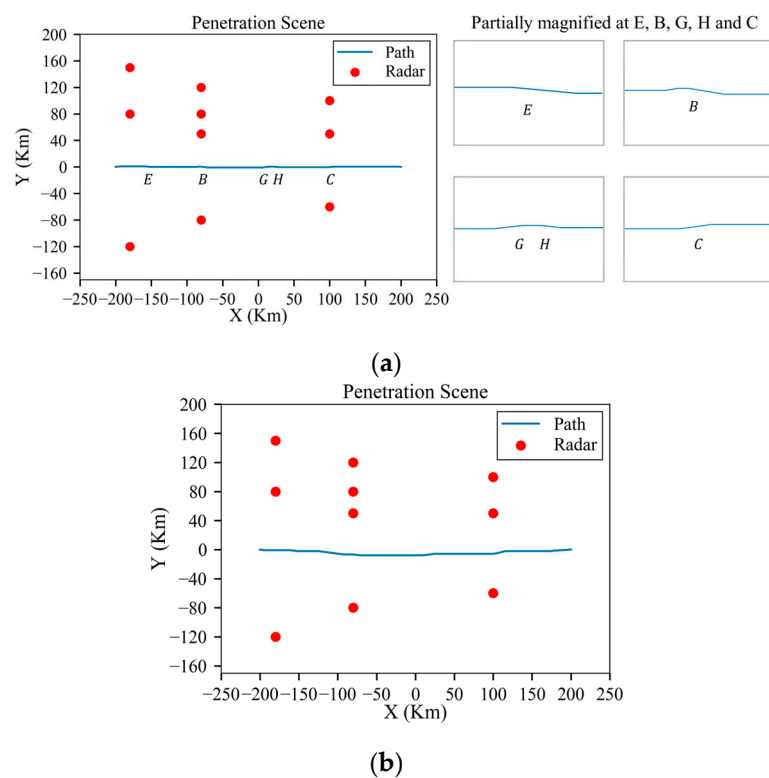 Penetration Scene
Path
Radar
Y (Km)
200
160
120
80
40
0
−40
−80
−120
−160
E B G H C
−250 −200 −150 −100 −50 0 50 100 150 200 250
X (Km)
Partially magnified at E, B, G, H and C
E
B
G H
C
(a)
Penetration Scene
Path
Radar
Y (Km)
200
160
120
80
40
0
−40
−80
−120
−160
−250 −200 −150 −100 −50 0 50 100 150 200 250
X (Km)
(b)